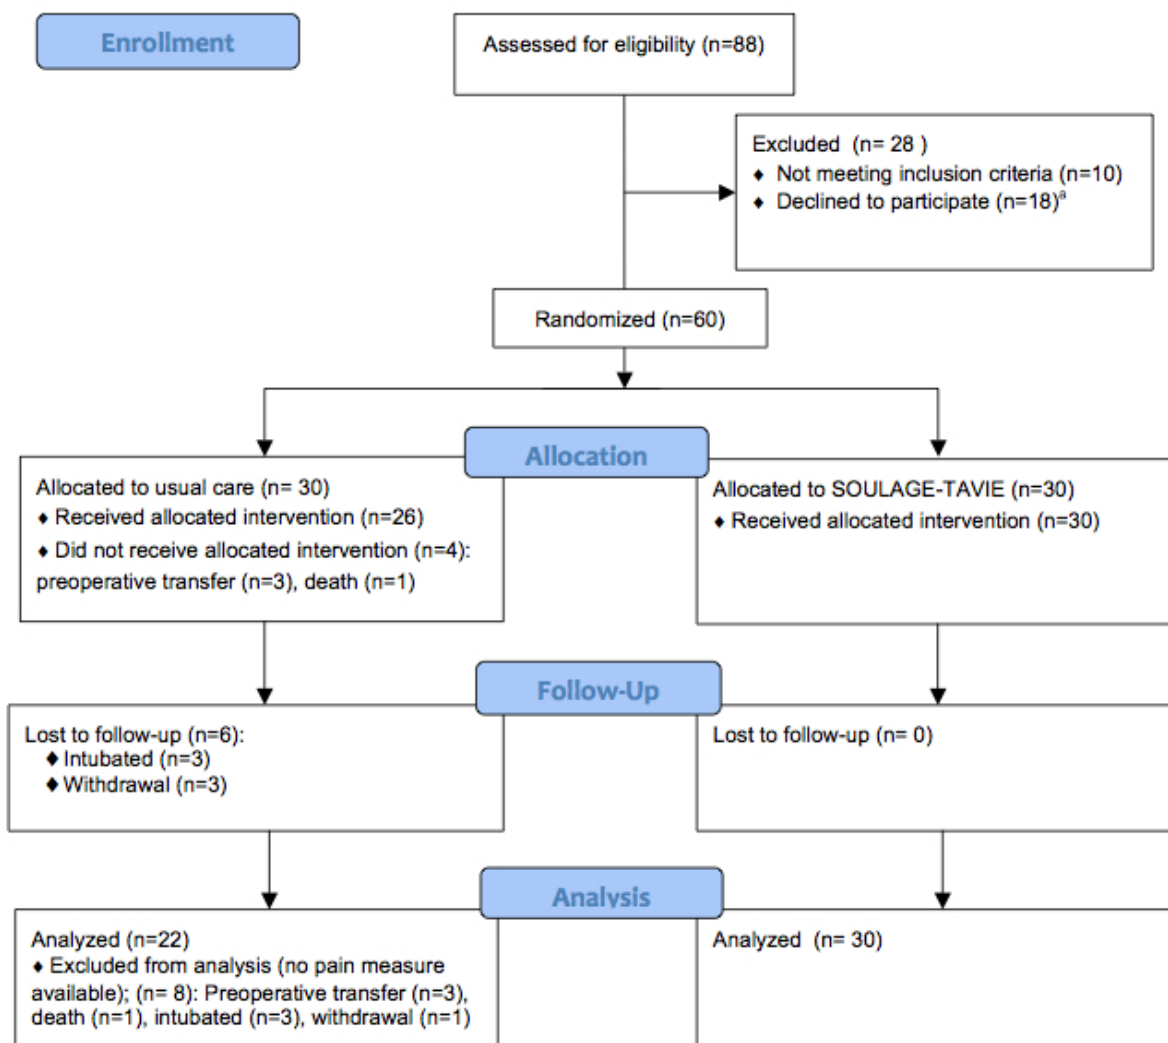 Enrollment
Assessed for eligibility (n=88)
Excluded (n= 28 )
♦ Not meeting inclusion criteria (n=10)
♦ Declined to participate (n=18)ª
Randomized (n=60)
Allocation
Allocated to usual care (n= 30)
♦ Received allocated intervention (n=26)
♦ Did not receive allocated intervention (n=4):
preoperative transfer (n=3), death (n=1)
Allocated to SOULAGE-TAVIE (n=30)
♦ Received allocated intervention (n=30)
Follow-Up
Lost to follow-up (n=6):
♦ Intubated (n=3)
♦ Withdrawal (n=3)
Lost to follow-up (n= 0)
Analysis
Analyzed (n=22)
♦ Excluded from analysis (no pain measure
available); (n= 8): Preoperative transfer (n=3),
death (n=1), intubated (n=3), withdrawal (n=1)
Analyzed (n= 30)